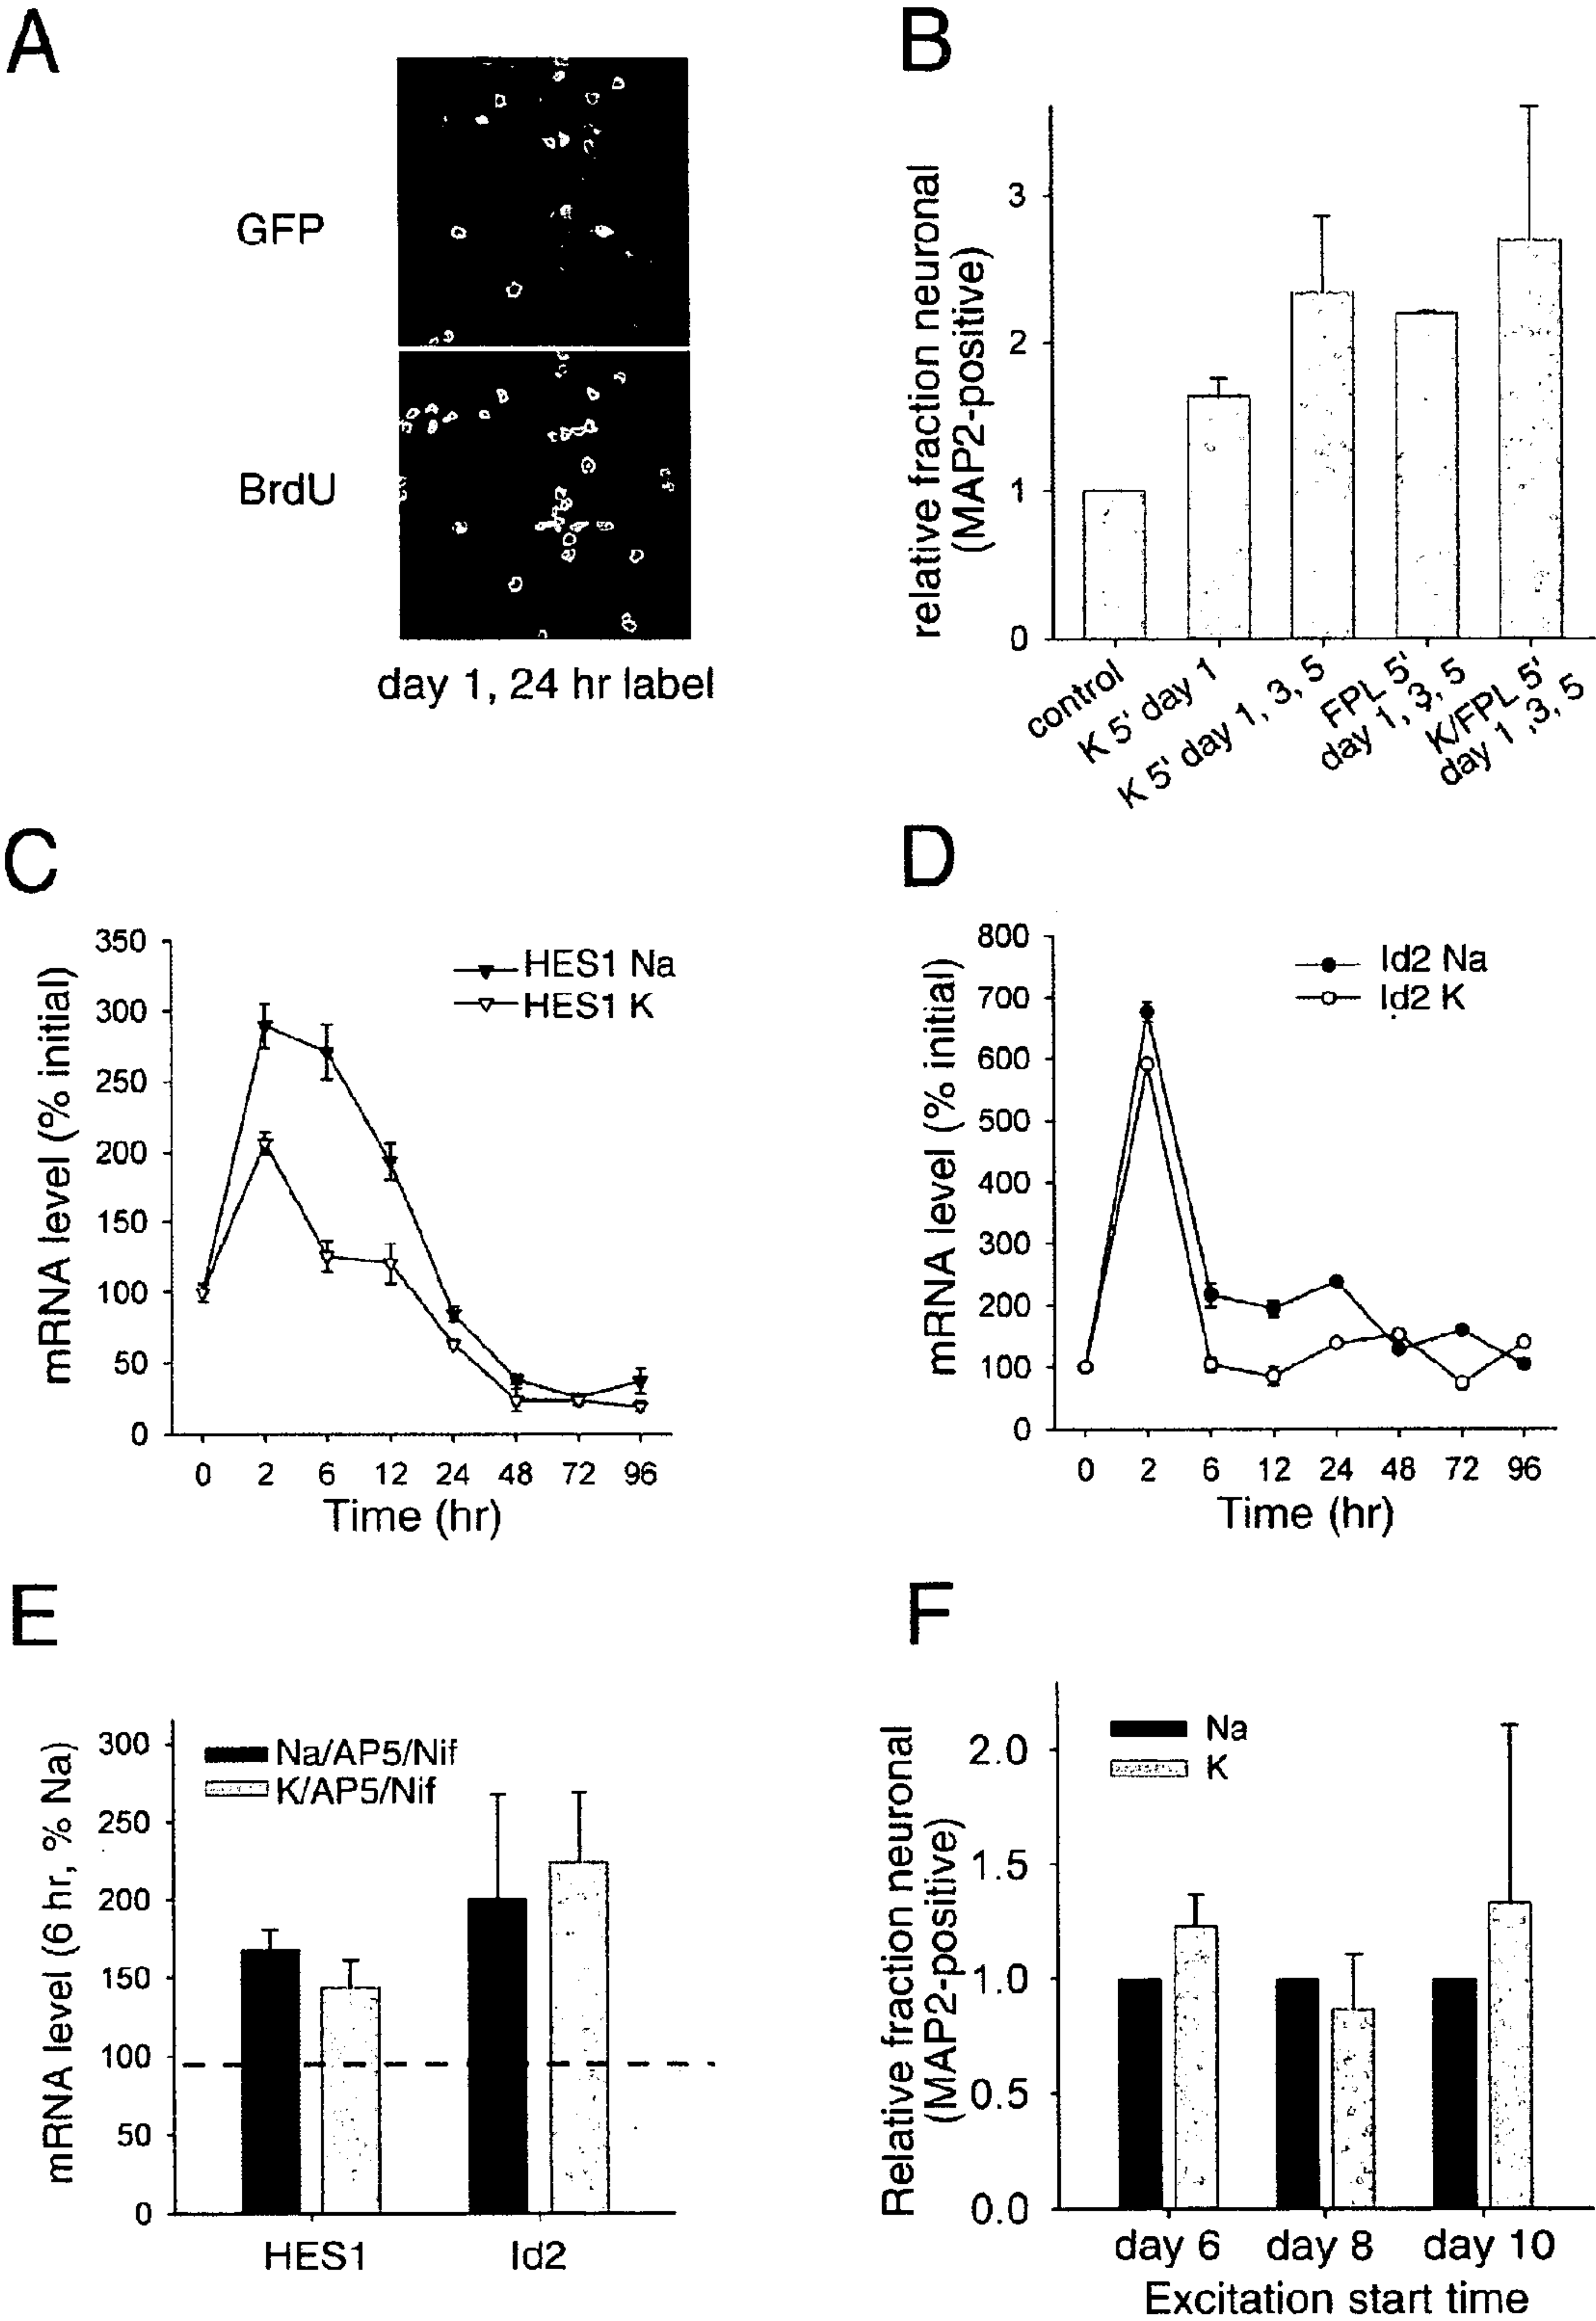 A
GFP
BrdU
day 1, 24 hr label
B
relative fraction neuronal
(MAP2-positive)
3
2
1
0
control
K 5' day 1
K 5' day 1, 3, 5
FPL 5'
day 1, 3, 5
K/FPL 5'
day 1 ,3, 5
C
mRNA level (% initial)
350
300
250
200
150
100
50
0
HES1 Na
HES1 K
0 2 6 12 24 48 72 96
Time (hr)
D
mRNA level (% initial)
800
700
600
500
400
300
200
100
0
Id2 Na
Id2 K
0 2 6 12 24 48 72 96
Time (hr)
E
mRNA level (6 hr, % Na)
300
250
200
150
100
50
0
Na/AP5/Nif
K/AP5/Nif
HES1 Id2
F
Relative fraction neuronal
(MAP2-positive)
2.0
1.5
1.0
0.5
0.0
Na
K
day 6 day 8 day 10
Excitation start time